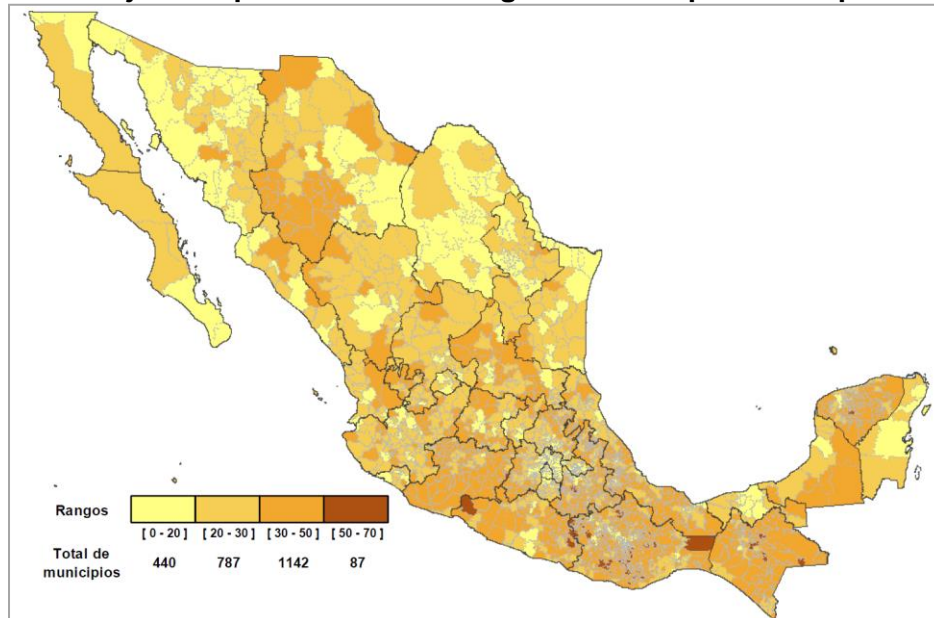 Rangos
[ 0 - 20 ] [ 20 - 30 ] [ 30 - 50 ] [ 50 - 70 ]
Total de municipios
440 787 1142 87